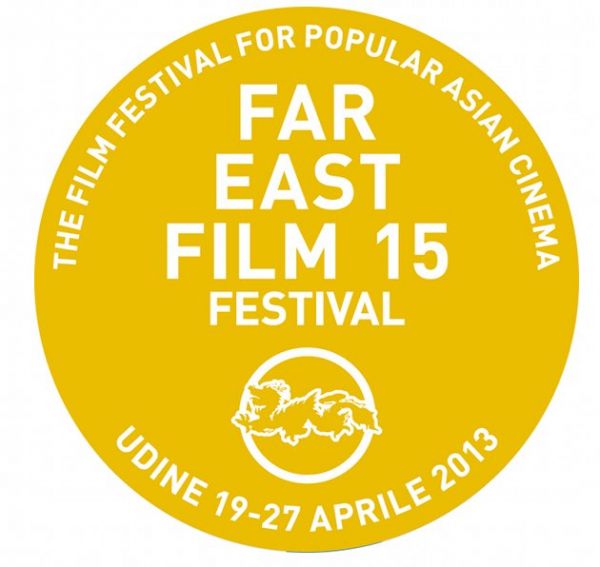 THE FILM FESTIVAL FOR POPULAR ASIAN CINEMA
FAR
EAST
FILM 15
FESTIVAL
UDINE 19-27 APRILE 2013